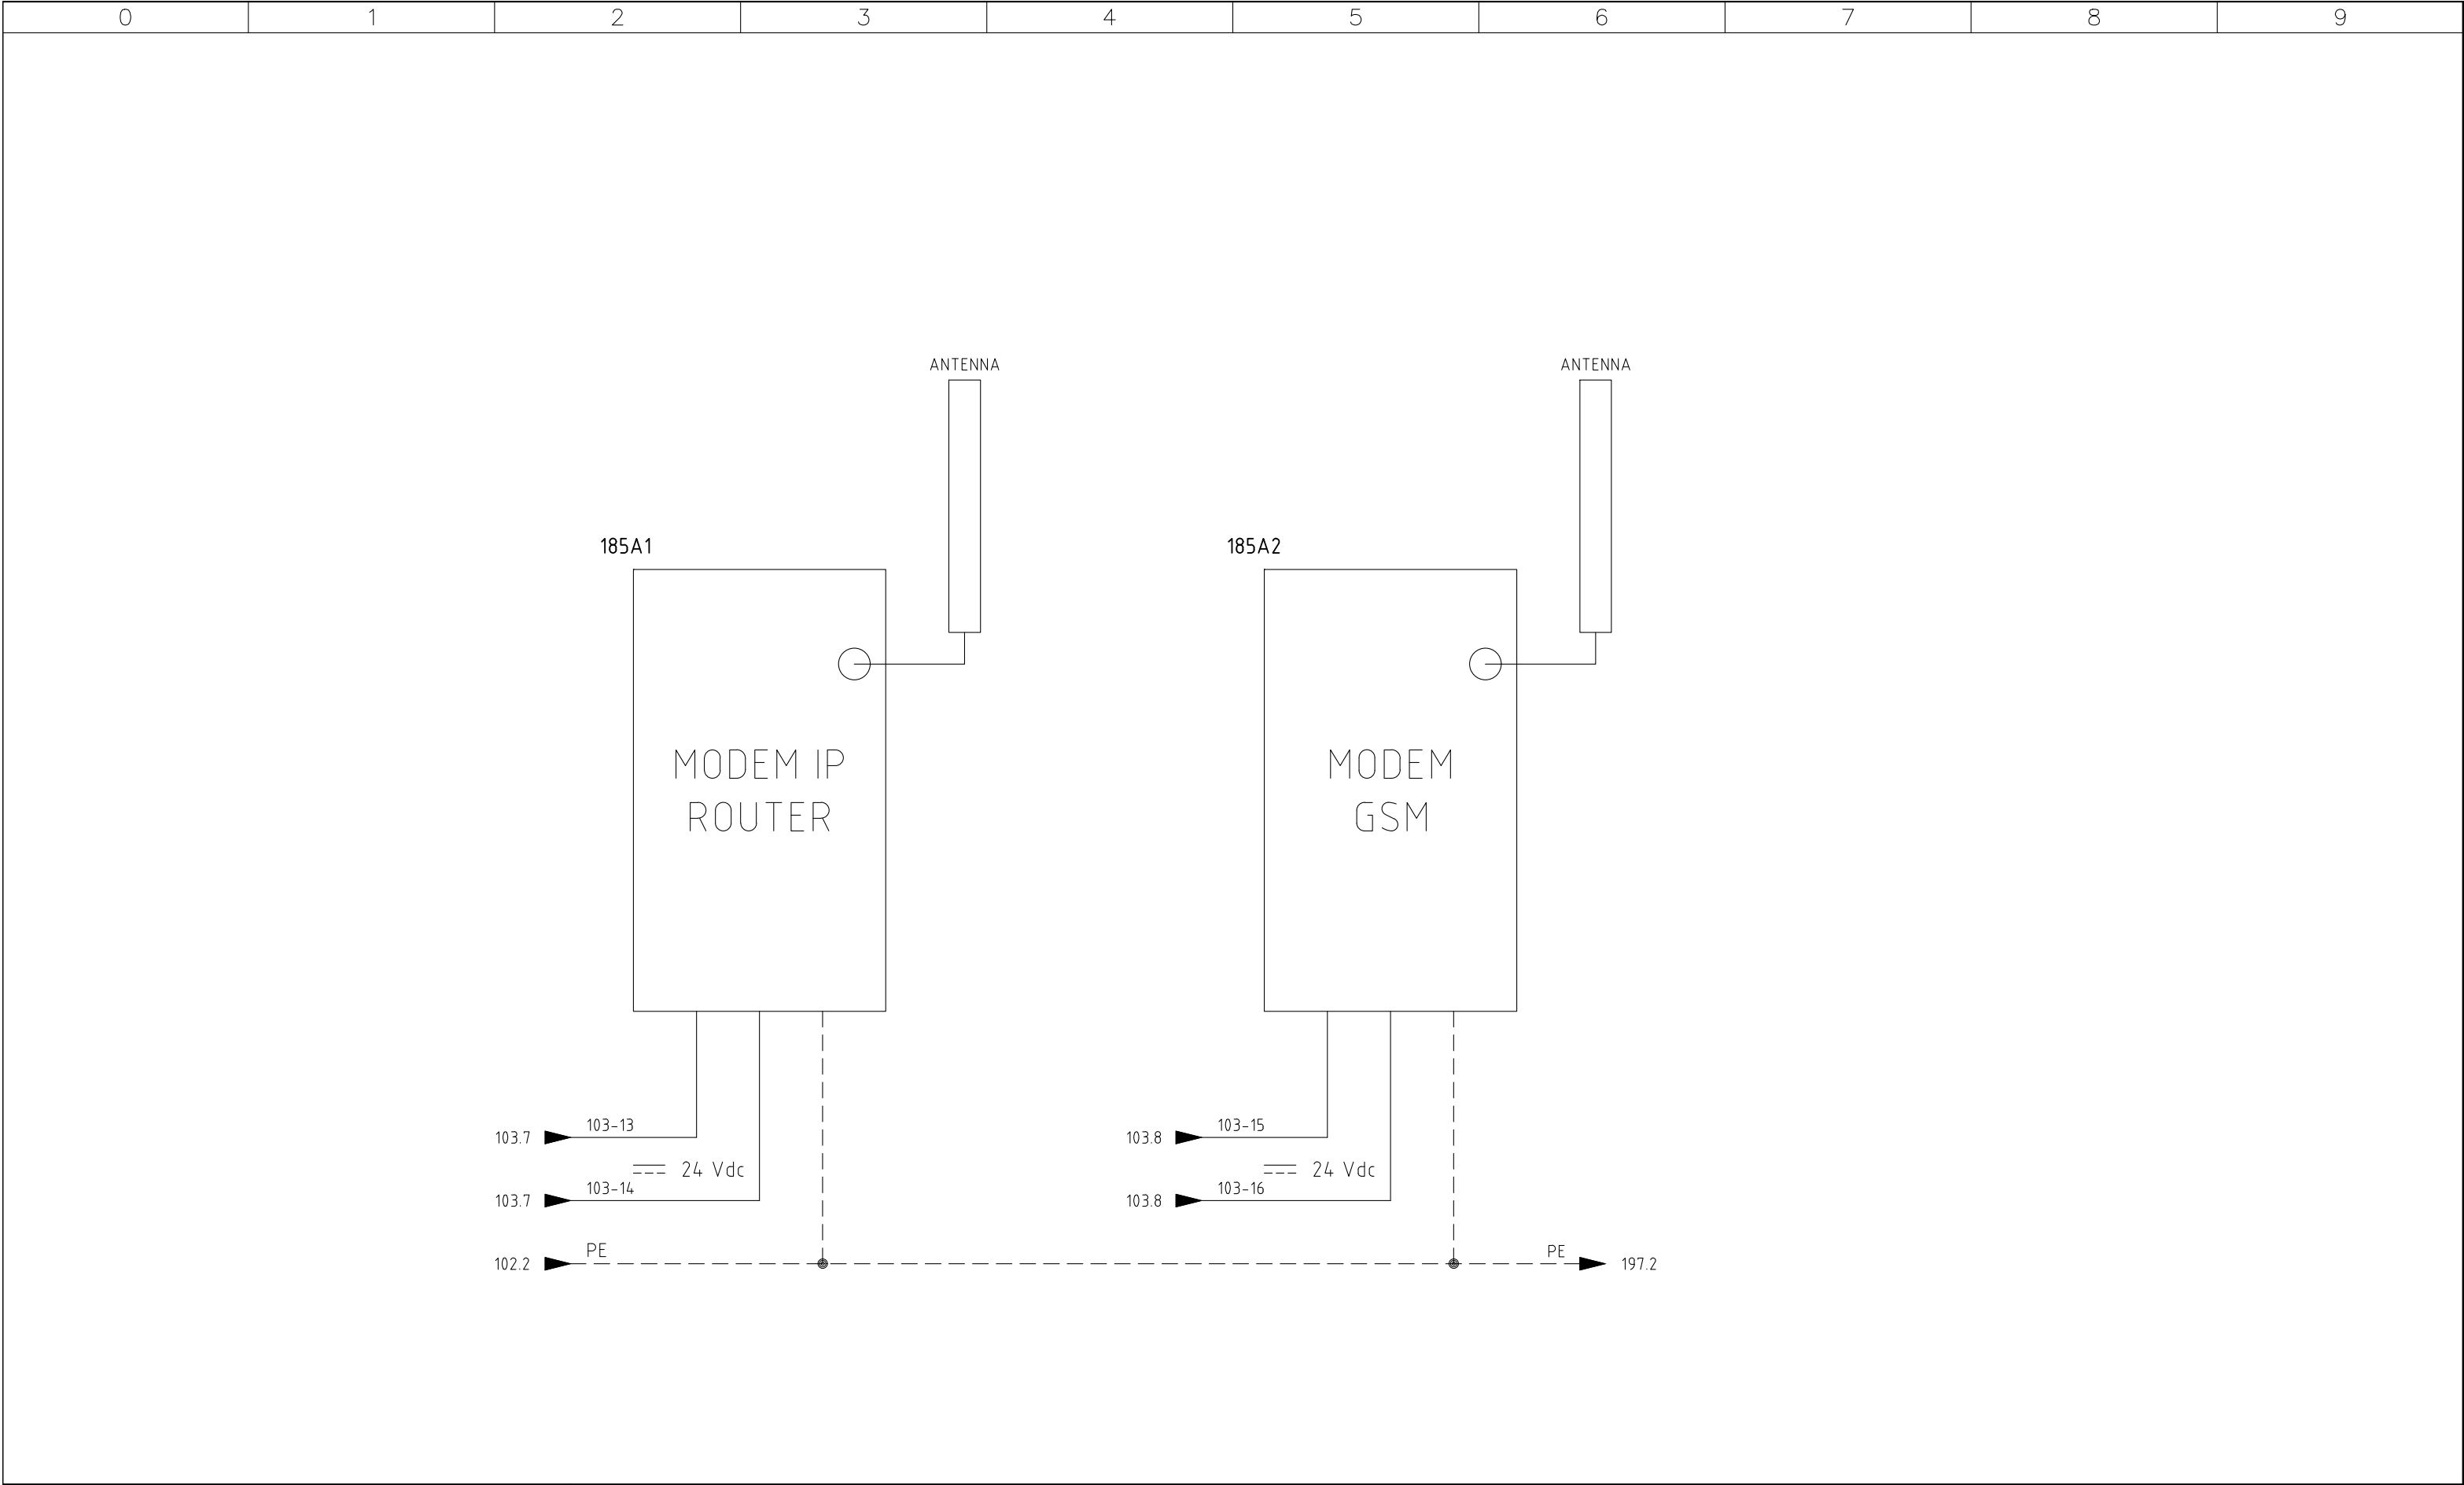 0 1 2 3 4 5 6 7 8 9
ANTENNA ANTENNA
185A1 185A2
MODEM IP
ROUTER
MODEM
GSM
103.7 103-13
24 Vdc
103.7 103-14
103.8 103-15
24 Vdc
103.8 103-16
102.2 PE PE 197.2